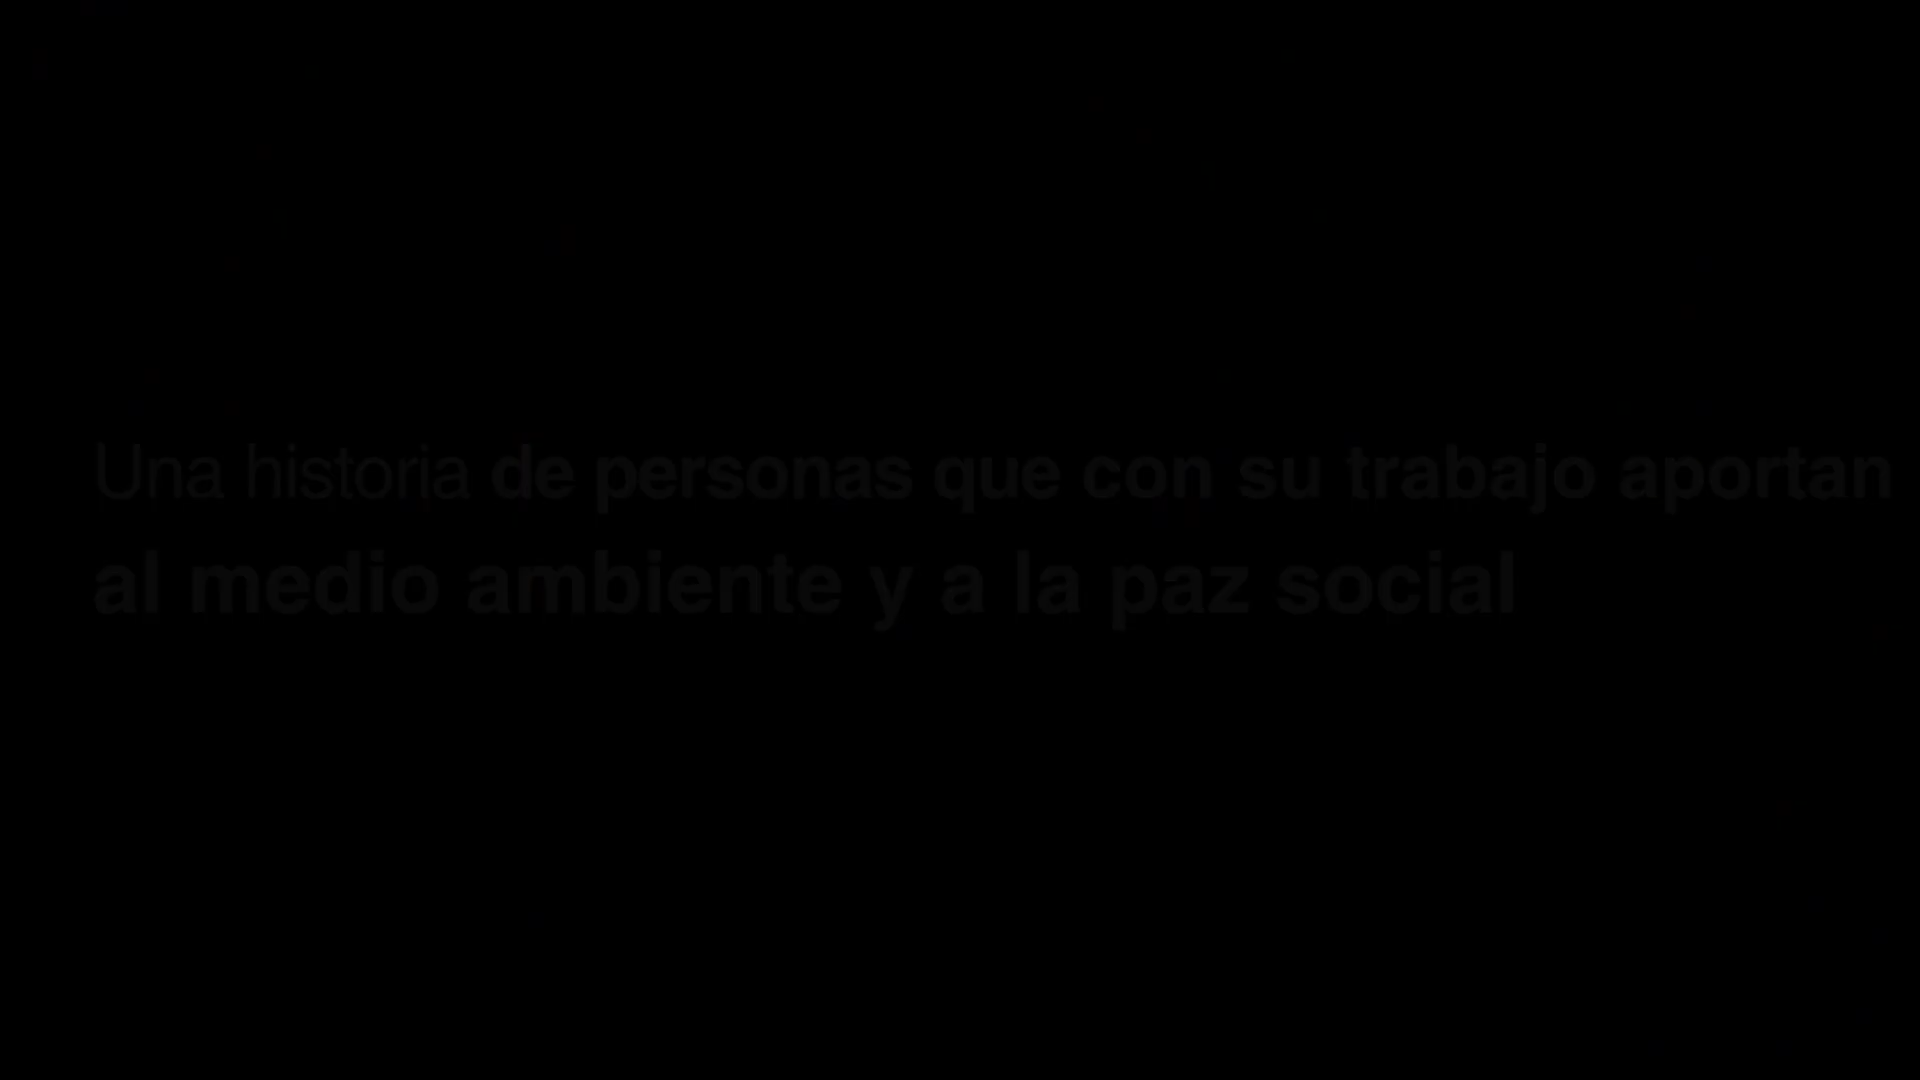 Una historia de personas que con su trabajo aportan
al medio ambiente y a la paz social